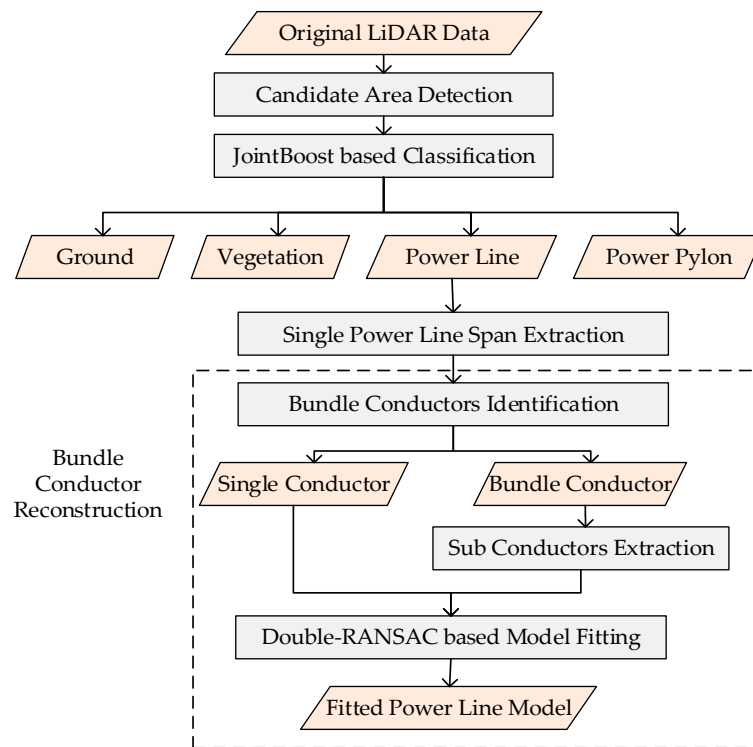 Original LiDAR Data
Candidate Area Detection
JointBoost based Classification
Ground
Vegetation
Power Line
Power Pylon
Single Power Line Span Extraction
Bundle Conductors Identification
Bundle
Conductor
Reconstruction
Single Conductor
Bundle Conductor
Sub Conductors Extraction
Double-RANSAC based Model Fitting
Fitted Power Line Model